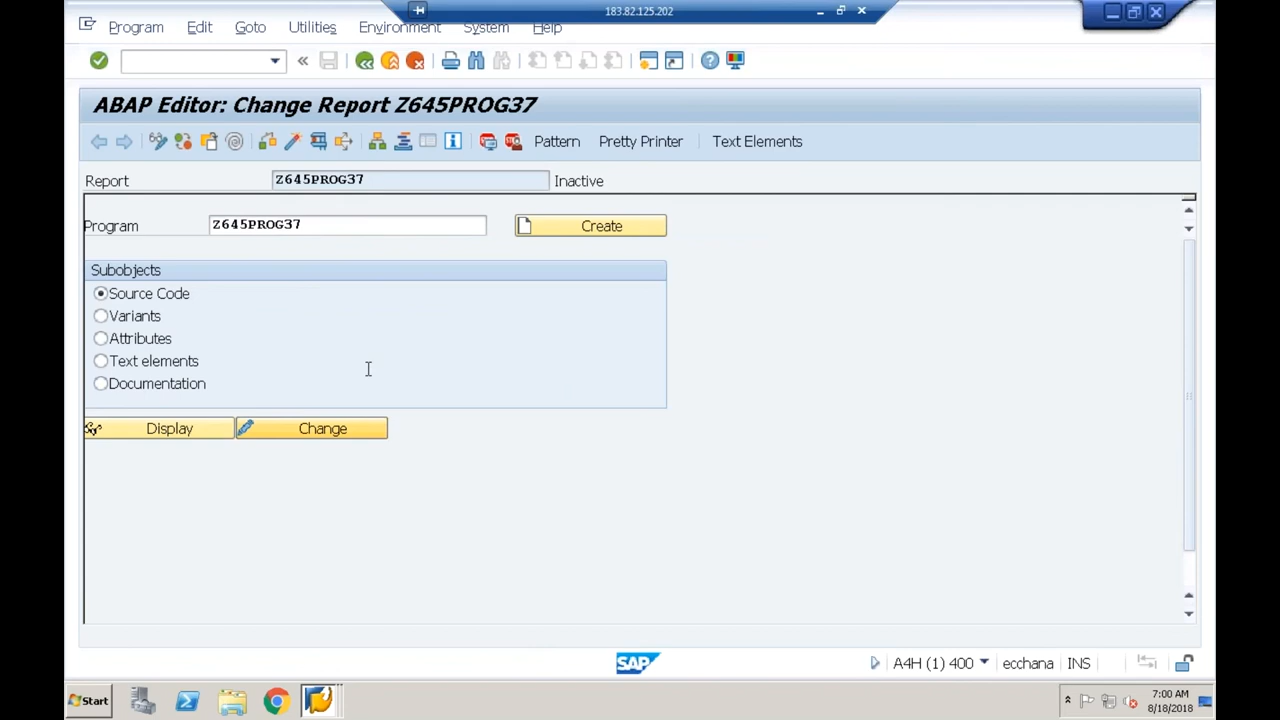 183.82.125.202
Program Edit Goto Utilities Environment System Help
ABAP Editor: Change Report Z645PROG37
Pattern Pretty Printer Text Elements
Report Z645PROG37 Inactive
Program Z645PROG37 Create
Subobjects
Source Code
Variants
Attributes
Text elements
Documentation
Display Change
SAP A4H (1) 400 ecchana INS
Start 7:00 AM
8/18/2018